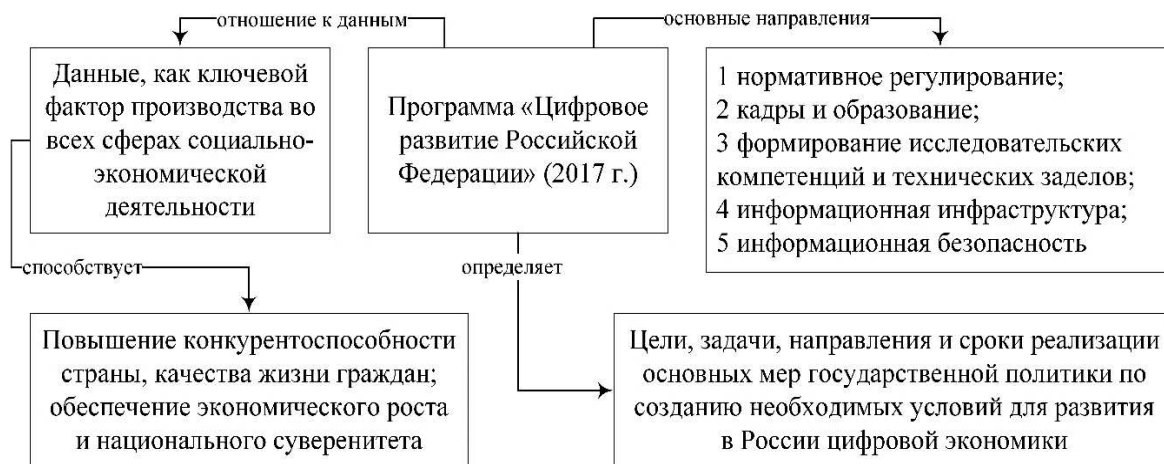 отношение к данным
основные направления
Данные, как ключевой
фактор производства во
всех сферах социально-
экономической
деятельности
Программа «Цифровое
развитие Российской
Федерации» (2017 г.)
1 нормативное регулирование;
2 кадры и образование;
3 формирование исследовательских
компетенций и технических заделов;
4 информационная инфраструктура;
5 информационная безопасность
способствует
определяет
Повышение конкурентоспособности
страны, качества жизни граждан;
обеспечение экономического роста
и национального суверенитета
Цели, задачи, направления и сроки реализации
основных мер государственной политики по
созданию необходимых условий для развития
в России цифровой экономики